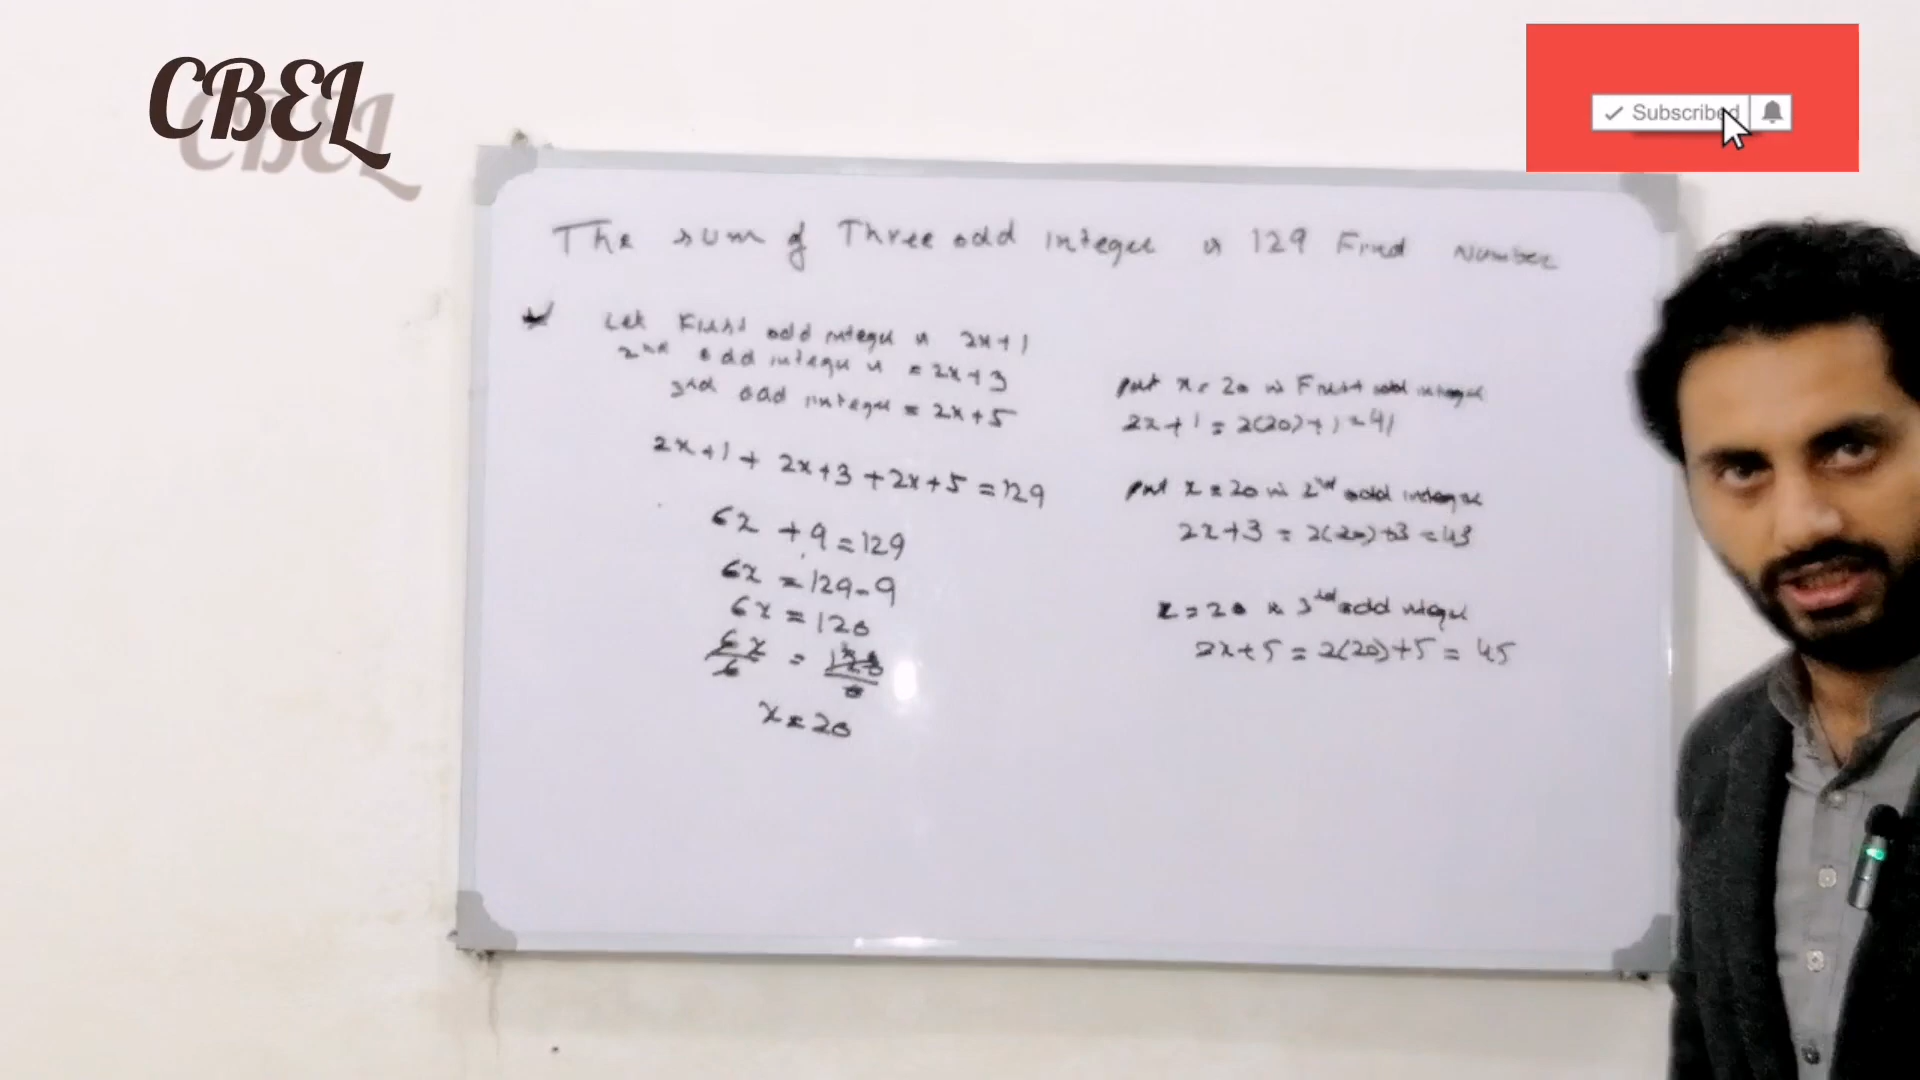 CBEL
Subscribed
The sum of Three odd integer is 129 Find Number
Let First odd integer is 2x+1
2nd odd integer is = 2x+3
3rd odd integer = 2x+5
2x+1 + 2x+3 + 2x+5 = 129
6x + 9 = 129
6x = 129-9
6x = 120
6x/6 = 120/6
x = 20
put x = 20 in First odd integer
2x+1 = 2(20)+1 = 41
put x = 20 in 2nd odd integer
2x+3 = 2(20)+3 = 43
x = 20 in 3rd odd integer
2x+5 = 2(20)+5 = 45